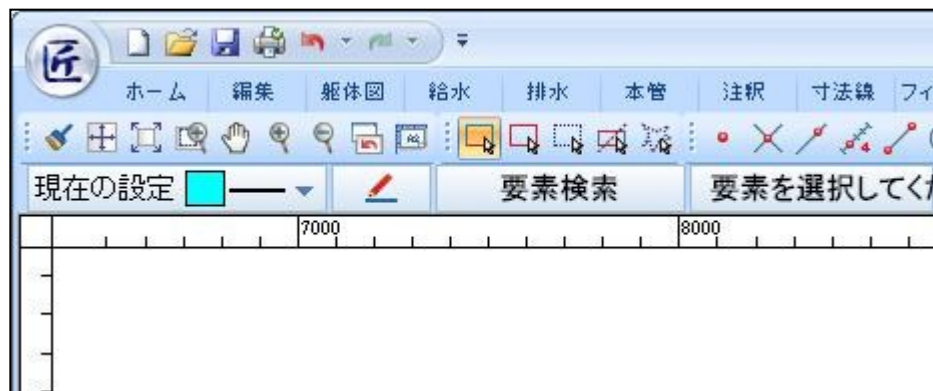 匠
ホーム 編集 躯体図 給水 排水 本管 注釈 寸法線 フィ
現在の設定 要素検索 要素を選択してくだ
7000 8000